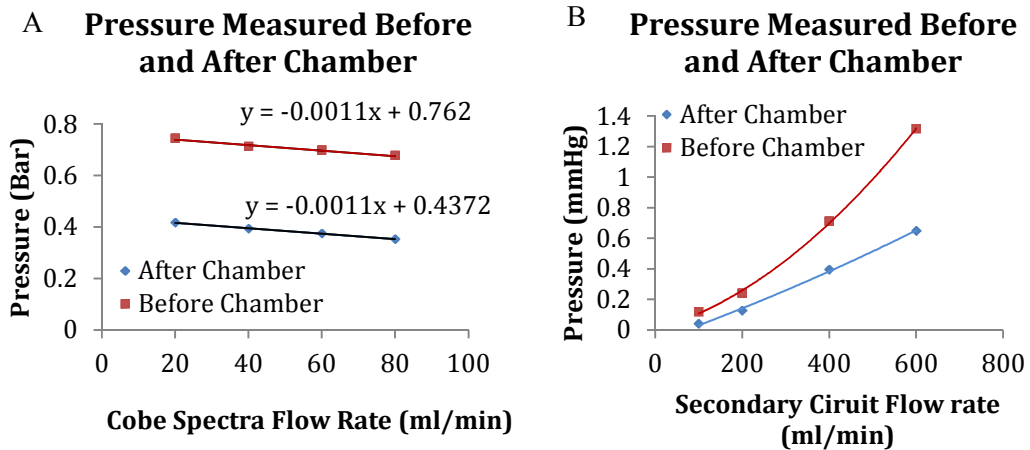 A
Pressure Measured Before
and After Chamber
y = -0.0011x + 0.762
y = -0.0011x + 0.4372
After Chamber
Before Chamber
Pressure (Bar)
0.8
0.6
0.4
0.2
0
0 20 40 60 80 100
Cobe Spectra Flow Rate (ml/min)
B
Pressure Measured Before
and After Chamber
After Chamber
Before Chamber
Pressure (mmHg)
1.4
1.2
1
0.8
0.6
0.4
0.2
0
0 200 400 600 800
Secondary Ciruit Flow rate
(ml/min)